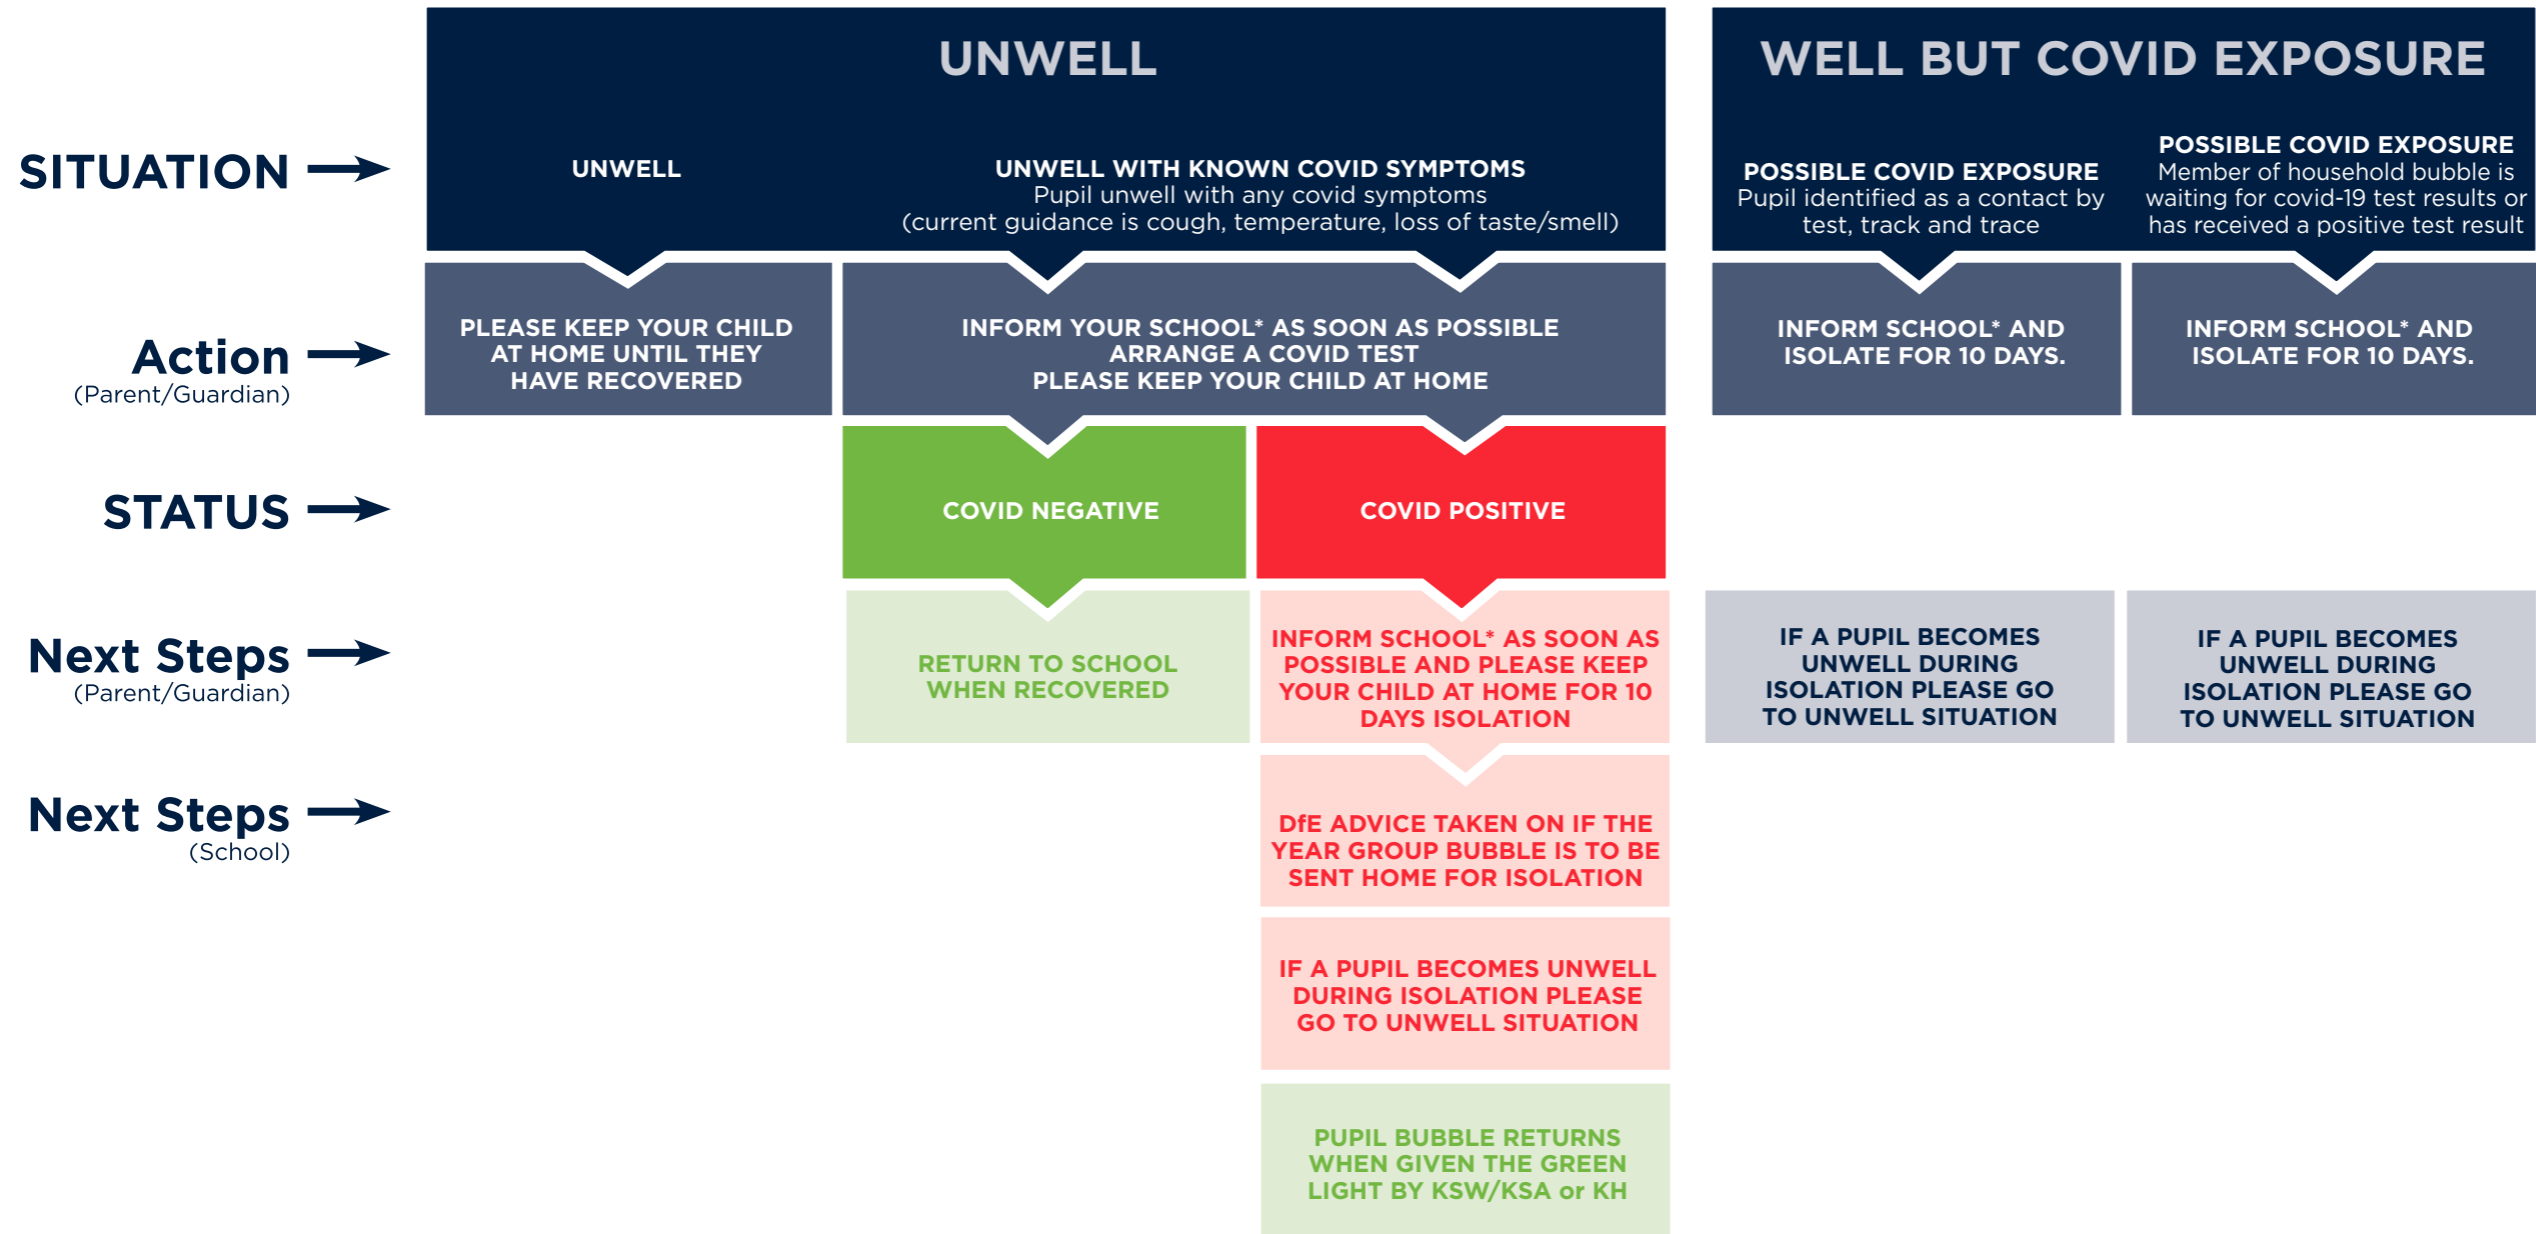 UNWELL
WELL BUT COVID EXPOSURE
SITUATION
UNWELL
UNWELL WITH KNOWN COVID SYMPTOMS
Pupil unwell with any covid symptoms
(current guidance is cough, temperature, loss of taste/smell)
POSSIBLE COVID EXPOSURE
Pupil identified as a contact by
test, track and trace
POSSIBLE COVID EXPOSURE
Member of household bubble is
waiting for covid-19 test results or
has received a positive test result
Action
(Parent/Guardian)
PLEASE KEEP YOUR CHILD
AT HOME UNTIL THEY
HAVE RECOVERED
INFORM YOUR SCHOOL* AS SOON AS POSSIBLE
ARRANGE A COVID TEST
PLEASE KEEP YOUR CHILD AT HOME
INFORM SCHOOL* AND
ISOLATE FOR 10 DAYS.
INFORM SCHOOL* AND
ISOLATE FOR 10 DAYS.
STATUS
COVID NEGATIVE
COVID POSITIVE
Next Steps
(Parent/Guardian)
RETURN TO SCHOOL
WHEN RECOVERED
INFORM SCHOOL* AS SOON AS
POSSIBLE AND PLEASE KEEP
YOUR CHILD AT HOME FOR 10
DAYS ISOLATION
IF A PUPIL BECOMES
UNWELL DURING
ISOLATION PLEASE GO
TO UNWELL SITUATION
IF A PUPIL BECOMES
UNWELL DURING
ISOLATION PLEASE GO
TO UNWELL SITUATION
Next Steps
(School)
DfE ADVICE TAKEN ON IF THE
YEAR GROUP BUBBLE IS TO BE
SENT HOME FOR ISOLATION
IF A PUPIL BECOMES UNWELL
DURING ISOLATION PLEASE
GO TO UNWELL SITUATION
PUPIL BUBBLE RETURNS
WHEN GIVEN THE GREEN
LIGHT BY KSW/KSA or KH